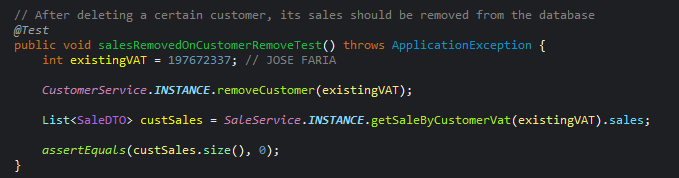 // After deleting a certain customer, its sales should be removed from the database
@Test
public void salesRemovedOnCustomerRemoveTest() throws ApplicationException {
int existingVAT = 197672337; // JOSE FARIA
CustomerService.INSTANCE.removeCustomer(existingVAT);
List<SaleDTO> custSales = SaleService.INSTANCE.getSaleByCustomerVat(existingVAT).sales;
assertEquals(custSales.size(), 0);
}